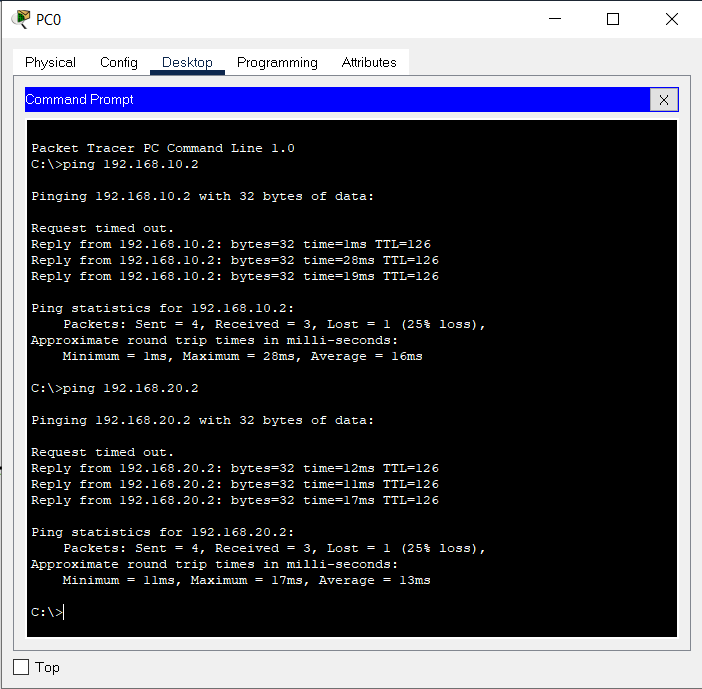 PC0
Physical Config Desktop Programming Attributes
Command Prompt
X
Packet Tracer PC Command Line 1.0
C:\>ping 192.168.10.2
Pinging 192.168.10.2 with 32 bytes of data:
Request timed out.
Reply from 192.168.10.2: bytes=32 time=1ms TTL=126
Reply from 192.168.10.2: bytes=32 time=28ms TTL=126
Reply from 192.168.10.2: bytes=32 time=19ms TTL=126
Ping statistics for 192.168.10.2:
    Packets: Sent = 4, Received = 3, Lost = 1 (25% loss),
Approximate round trip times in milli-seconds:
    Minimum = 1ms, Maximum = 28ms, Average = 16ms
C:\>ping 192.168.20.2
Pinging 192.168.20.2 with 32 bytes of data:
Request timed out.
Reply from 192.168.20.2: bytes=32 time=12ms TTL=126
Reply from 192.168.20.2: bytes=32 time=11ms TTL=126
Reply from 192.168.20.2: bytes=32 time=17ms TTL=126
Ping statistics for 192.168.20.2:
    Packets: Sent = 4, Received = 3, Lost = 1 (25% loss),
Approximate round trip times in milli-seconds:
    Minimum = 11ms, Maximum = 17ms, Average = 13ms
C:\>
Top